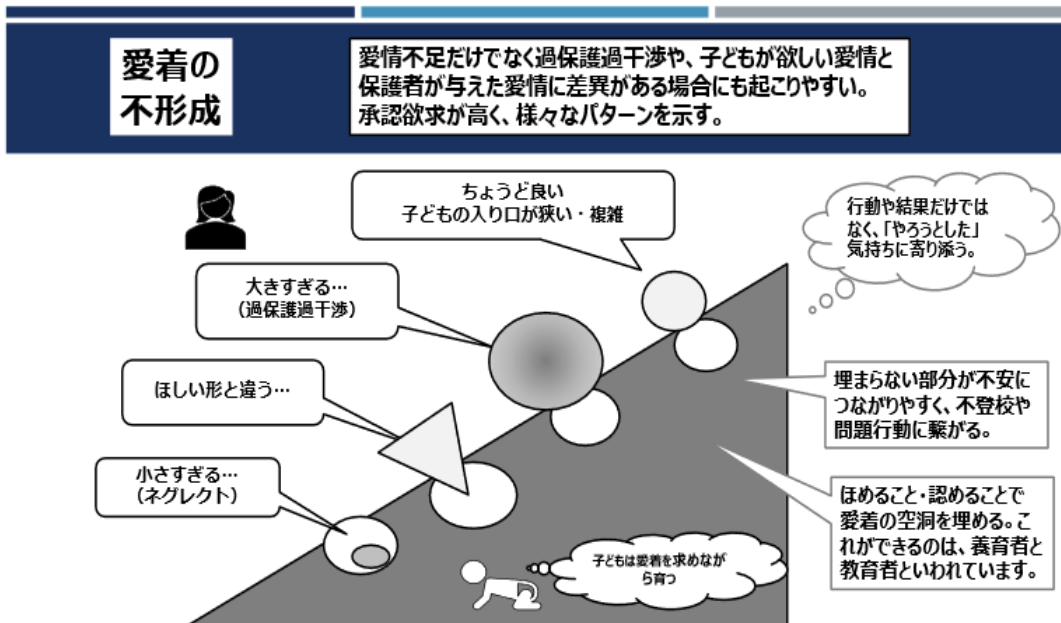 愛着の
不形成
愛情不足だけでなく過保護過干渉や、子どもが欲しい愛情と
保護者が与えた愛情に差異がある場合にも起こりやすい。
承認欲求が高く、様々なパターンを示す。
ちょうど良い
子どもの入り口が狭い・複雑
行動や結果だけでは
なく、「やろうとした」
気持ちに寄り添う。
大きすぎる…
（過保護過干渉）
ほしい形と違う…
埋まらない部分が不安に
つながりやすく、不登校や
問題行動に繋がる。
小さすぎる…
（ネグレクト）
ほめること・認めることで
愛着の空洞を埋める。こ
れができるのは、養育者と
教育者といわれています。
子どもは愛着を求めなが
ら育つ